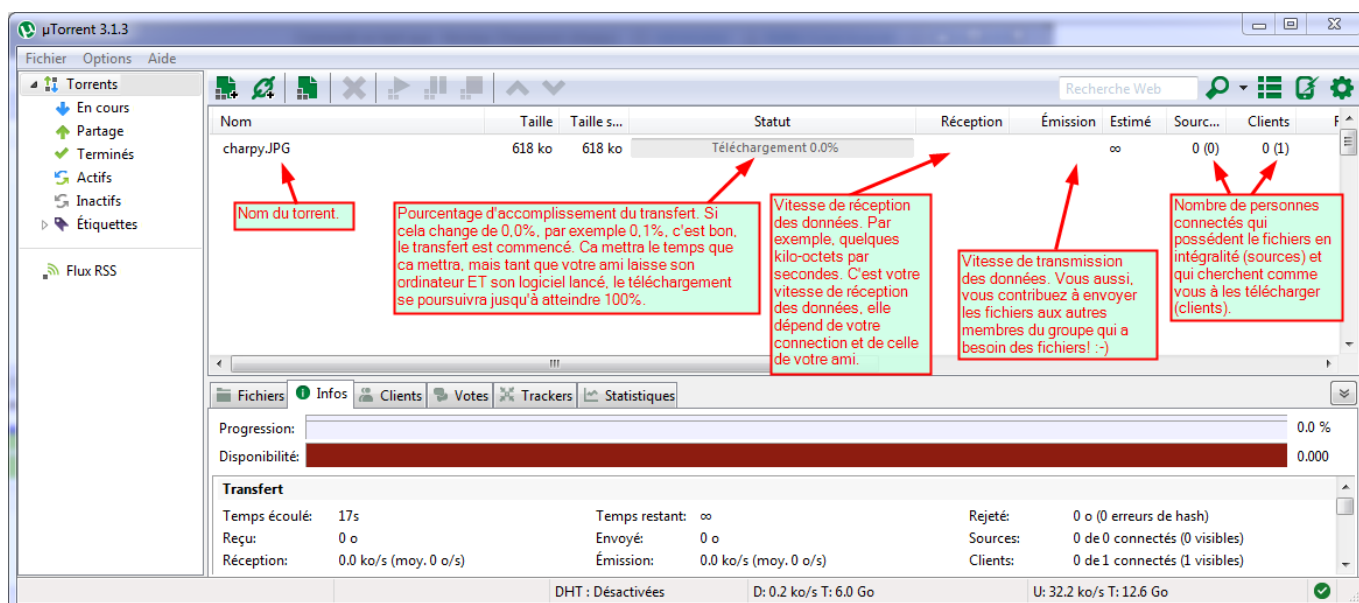 µTorrent 3.1.3
Fichier Options Aide
Torrents
En cours
Partage
Terminés
Actifs
Inactifs
Étiquettes
Flux RSS
Recherche Web
Nom Taille Taille s... Statut Réception Émission Estimé Sourc... Clients
charpy.JPG 618 ko 618 ko Téléchargement 0.0% ∞ 0 (0) 0 (1)
Nom du torrent.
Pourcentage d'accomplissement du transfert. Si
cela change de 0,0%, par exemple 0,1%, c'est bon,
le transfert est commencé. Ca mettra le temps que
ca mettra, mais tant que votre ami laisse son
ordinateur ET son logiciel lancé, le téléchargement
se poursuivra jusqu'à atteindre 100%.
Vitesse de réception
des données. Par
exemple, quelques
kilo-octets par
secondes. C'est votre
vitesse de réception
des données, elle
dépend de votre
connection et de celle
de votre ami.
Vitesse de transmission
des données. Vous aussi,
vous contribuez à envoyer
les fichiers aux autres
membres du groupe qui a
besoin des fichiers! :-)
Nombre de personnes
connectés qui
possédent le fichiers en
intégralité (sources) et
qui cherchent comme
vous à les télécharger
(clients).
Fichiers Infos Clients Votes Trackers Statistiques
Progression: 0.0 %
Disponibilité: 0.000
Transfert
Temps écoulé: 17s Temps restant: ∞ Rejeté: 0 o (0 erreurs de hash)
Reçu: 0 o Envoyé: 0 o Sources: 0 de 0 connectés (0 visibles)
Réception: 0.0 ko/s (moy. 0 o/s) Émission: 0.0 ko/s (moy. 0 o/s) Clients: 0 de 1 connectés (1 visibles)
DHT : Désactivées D: 0.2 ko/s T: 6.0 Go U: 32.2 ko/s T: 12.6 Go